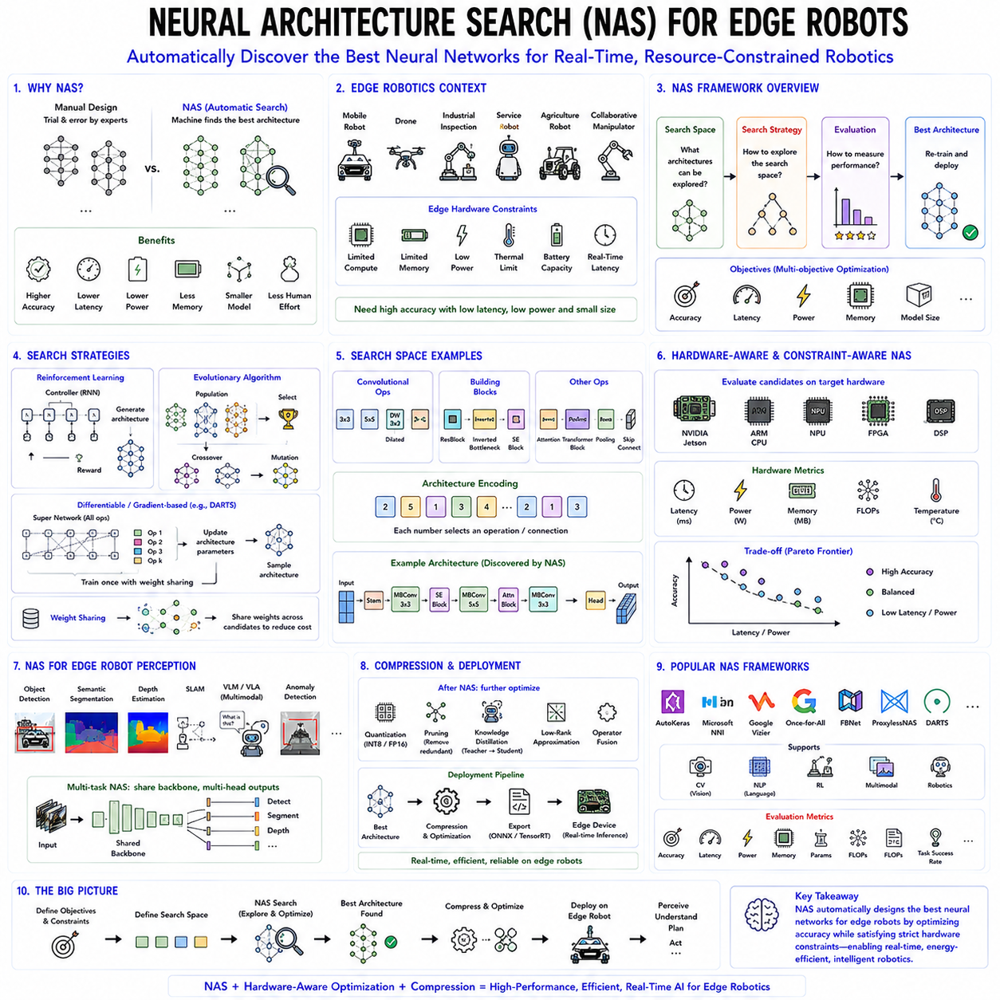 NEURAL ARCHITECTURE SEARCH (NAS) FOR EDGE ROBOTS
Automatically Discover the Best Neural Networks for Real-Time, Resource-Constrained Robotics
1. WHY NAS?
Manual Design
Trial & error by experts
vs.
NAS (Automatic Search)
Machine finds the best architecture
...
...
Benefits
Higher
Accuracy
Lower
Latency
Lower
Power
Less
Memory
Smaller
Model
Less Human
Effort
2. EDGE ROBOTICS CONTEXT
Mobile
Robot
Drone
Industrial
Inspection
Service
Robot
Agriculture
Robot
Collaborative
Manipulator
Edge Hardware Constraints
Limited
Compute
Limited
Memory
Low
Power
Thermal
Limit
Battery
Capacity
Real-Time
Latency
Need high accuracy with low latency, low power and small size
3. NAS FRAMEWORK OVERVIEW
Search Space
What
architectures
can be
explored?
Search Strategy
How to explore
the search
space?
Evaluation
How to measure
performance?
Best Architecture
Re-train and
deploy
Objectives (Multi-objective Optimization)
Accuracy
Latency
Power
Memory
Model Size
...
4. SEARCH STRATEGIES
Reinforcement Learning
Controller (RNN)
Generate
architecture
Reward
Evolutionary Algorithm
Population
Select
Crossover
Mutation
Differentiable / Gradient-based (e.g., DARTS)
Super Network (All ops)
Op 1
Op 2
Op 3
Op k
Update
architecture
parameters
Sample
architecture
Train once with weight sharing
Weight Sharing
Share weights across
candidates to reduce cost
5. SEARCH SPACE EXAMPLES
Convolutional
Ops
3x3
5x5
DW
3x3
Dilated
Building
Blocks
Inverted
ResBlock
Inverted
Bottleneck
SE
Block
Other Ops
Attention
Transformer
Block
Pooling
Skip
Connect
Architecture Encoding
2 5 1 3 4 ... 2 1 3
Each number selects an operation / connection
Example Architecture (Discovered by NAS)
Input
Stem
MBConv
3x3
SE
Block
MBConv
5x5
Attn
Block
MBConv
3x3
Head
Output
6. HARDWARE-AWARE & CONSTRAINT-AWARE NAS
Evaluate candidates on target hardware
NVIDIA
Jetson
ARM
CPU
NPU
NPU
FPGA
DSP
DSP
Hardware Metrics
Latency
(ms)
Power
(W)
Memory
(MB)
FLOPs
Temperature
(°C)
Trade-off (Pareto Frontier)
Accuracy
Latency / Power
High Accuracy
Balanced
Low Latency / Power
7. NAS FOR EDGE ROBOT PERCEPTION
Object
Detection
Semantic
Segmentation
Depth
Estimation
SLAM
VLM / VLA
(Multimodal)
What is
this?
Anomaly
Detection
...
Multi-task NAS: share backbone, multi-head outputs
Input
Shared
Backbone
Detect
Segment
Depth
...
8. COMPRESSION & DEPLOYMENT
After NAS: further optimize
Quantization
(INT8 / FP16)
Pruning
(Remove
redundant)
Knowledge
Distillation
(Teacher → Student)
Low-Rank
Approximation
Operator
Fusion
Deployment Pipeline
Best
Architecture
Compression
& Optimization
Export
(ONNX / TensorRT)
Edge Device
(Real-time Inference)
Real-time, efficient, reliable on edge robots
9. POPULAR NAS FRAMEWORKS
AutoKeras
Microsoft
NNI
Google
Vizier
Once-for-All
FBNet
ProxylessNAS
DARTS
...
Supports
CV
(Vision)
NLP
(Language)
RL
Multimodal
Robotics
Evaluation Metrics
Accuracy
Latency
Power
Memory
Params
FLOPs
FLOPs
Task Success
Rate
...
10. THE BIG PICTURE
Define Objectives
& Constraints
Define Search Space
NAS Search
(Explore & Optimize)
Best Architecture
Found
Compress & Optimize
Deploy on
Edge Robot
Perceive
Understand
Plan
Act
...
Key Takeaway
NAS automatically designs the best neural
networks for edge robots by optimizing
accuracy while satisfying strict hardware
constraints—enabling real-time, energy-
efficient, intelligent robotics.
NAS + Hardware-Aware Optimization + Compression = High-Performance, Efficient, Real-Time AI for Edge Robotics